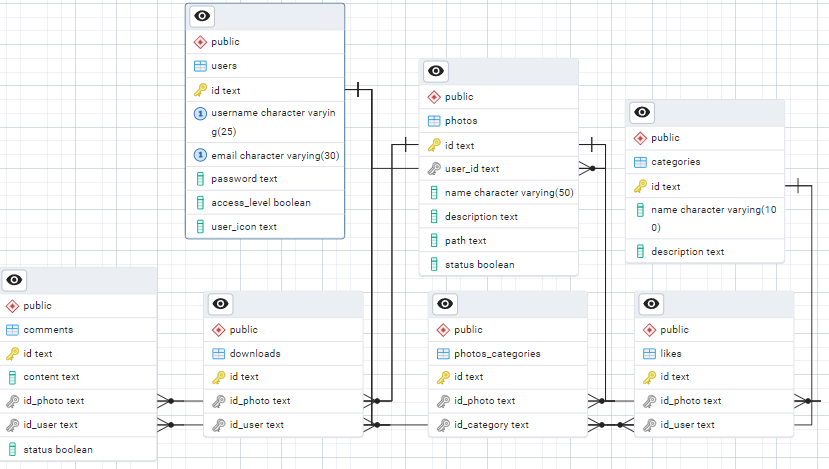 public
users
id text
username character varyin
g(25)
email character varying(30)
password text
access_level boolean
user_icon text
public
photos
id text
user_id text
name character varying(50)
description text
path text
status boolean
public
categories
id text
name character varying(10
0)
description text
public
comments
id text
content text
id_photo text
id_user text
status boolean
public
downloads
id text
id_photo text
id_user text
public
photos_categories
id text
id_photo text
id_category text
public
likes
id text
id_photo text
id_user text